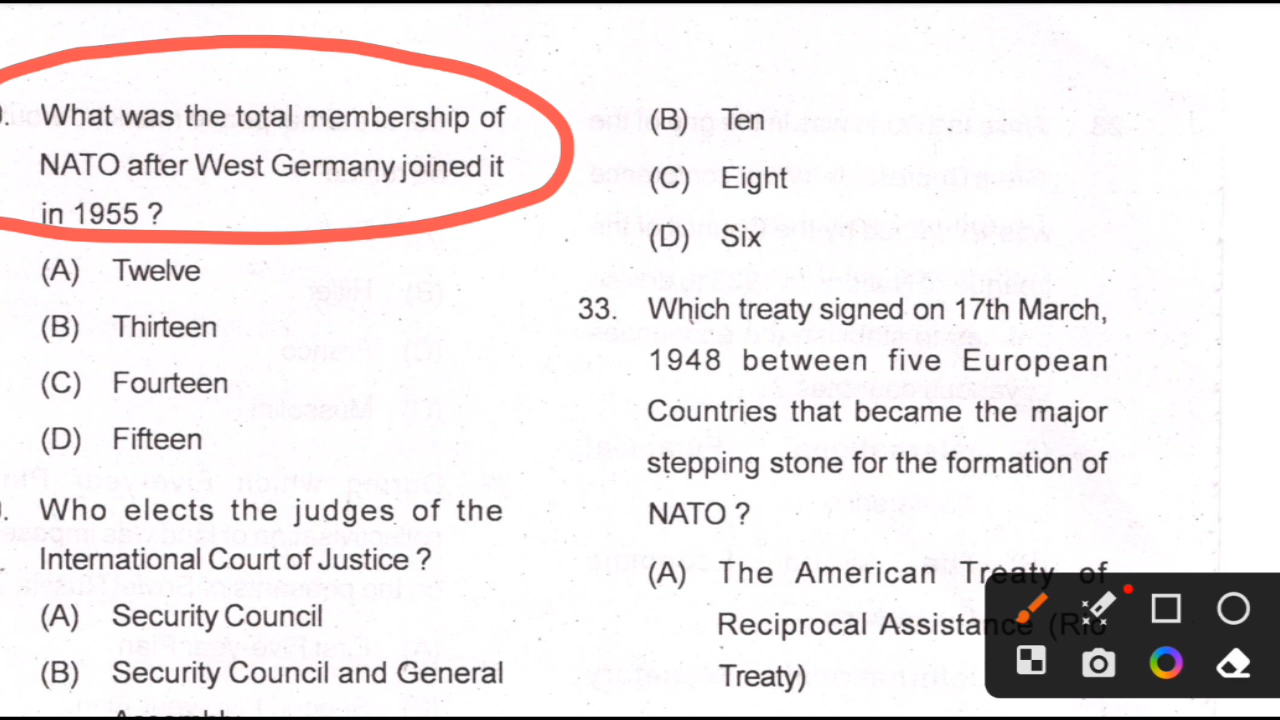 . What was the total membership of
NATO after West Germany joined it
in 1955 ?
(A) Twelve
(B) Thirteen
(C) Fourteen
(D) Fifteen
. Who elects the judges of the
International Court of Justice ?
(A) Security Council
(B) Security Council and General
(B) Ten
(C) Eight
(D) Six
33. Which treaty signed on 17th March,
1948 between five European
Countries that became the major
stepping stone for the formation of
NATO ?
(A) The American Treaty of
Reciprocal Assistance (Rio
Treaty)